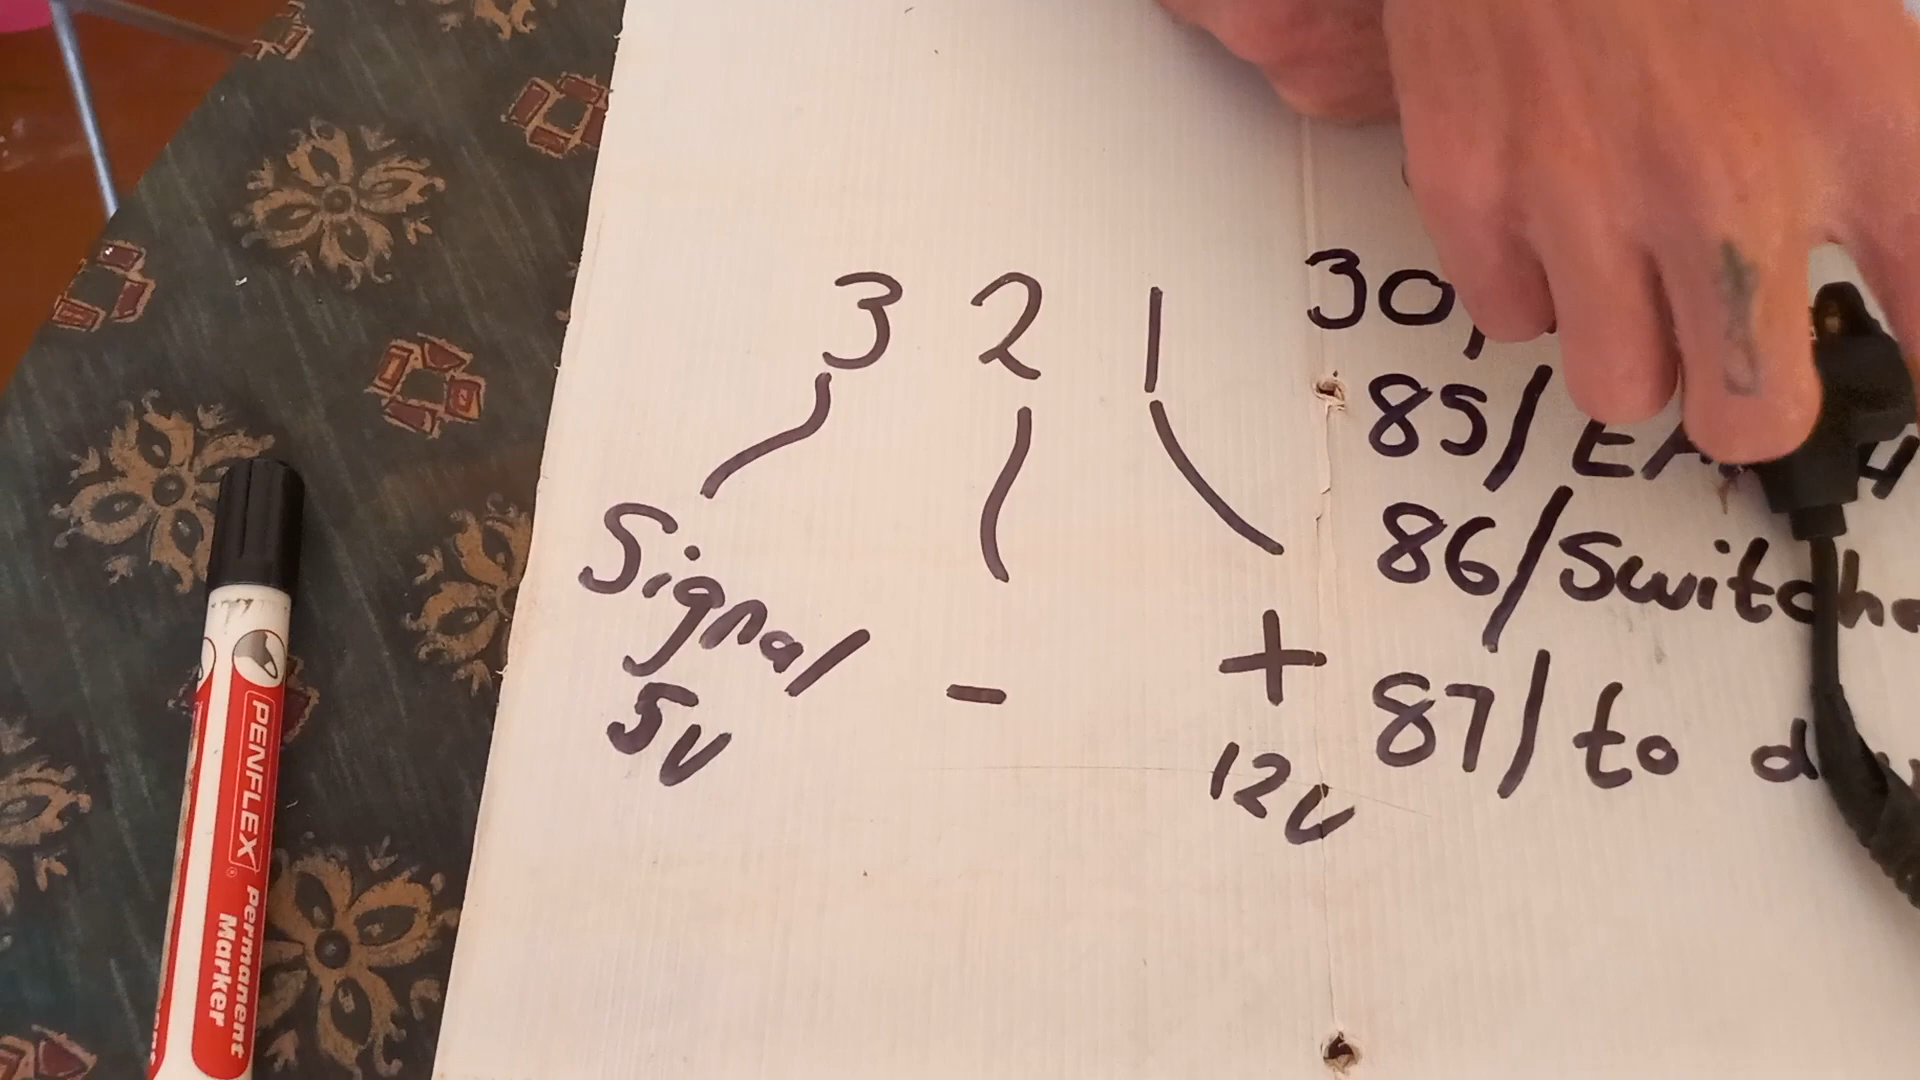 3 2 1
Signal - +
5V 12V
30/
85/
86/
87/to
PENFLEX
Permanent
Marker